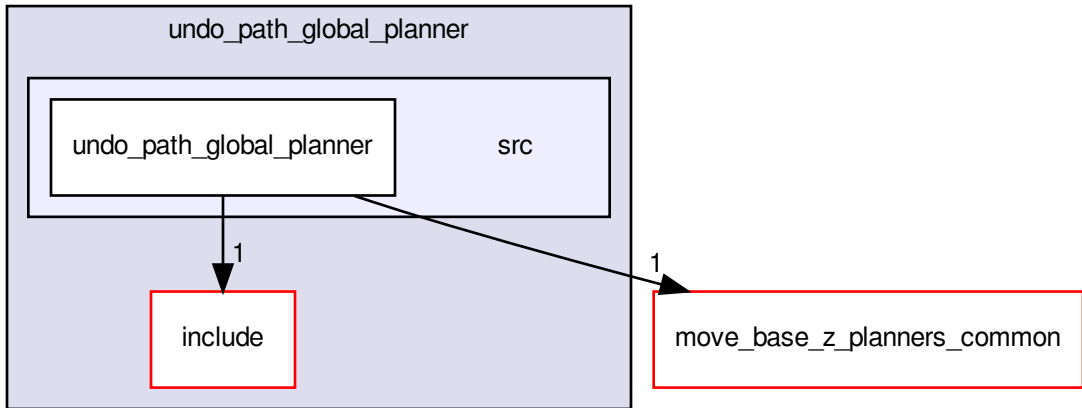 undo_path_global_planner
undo_path_global_planner
src
1
1
include
move_base_z_planners_common